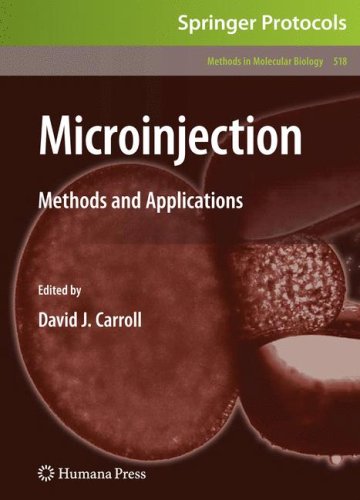 Springer Protocols
Methods in Molecular Biology 518
Microinjection
Methods and Applications
Edited by
David J. Carroll
Humana Press